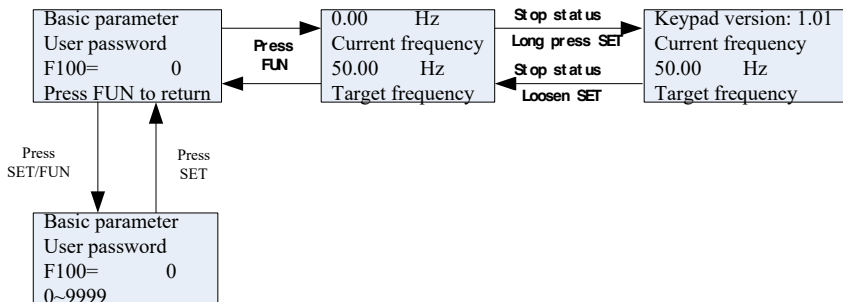 Basic parameter
User password
F100= 0
Press FUN to return
Press
FUN
0.00 Hz
Current frequency
50.00 Hz
Target frequency
Stop status
Long press SET
Stop status
Loosen SET
Keypad version: 1.01
Current frequency
50.00 Hz
Target frequency
Press
SET/FUN
Press
SET
Basic parameter
User password
F100= 0
0~9999